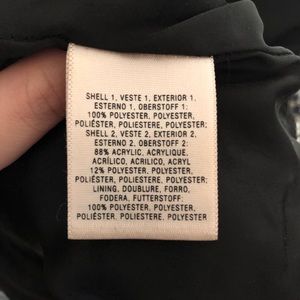 SHELL 1, VESTE 1, EXTERIOR 1,
ESTERNO 1, OBERSTOFF 1:
100% POLYESTER, POLYESTER,
POLIÉSTER, POLIESTERE, POLYESTER;
SHELL 2, VESTE 2, EXTERIOR 2,
ESTERNO 2, OBERSTOFF 2:
88% ACRYLIC, ACRYLIQUE,
ACRÍLICO, ACRILICO, ACRYL
12% POLYESTER, POLYESTER,
POLIÉSTER, POLIESTERE, POLYESTER;
LINING, DOUBLURE, FORRO,
FODERA, FUTTERSTOFF:
100% POLYESTER, POLYESTER,
POLIÉSTER, POLIESTERE, POLYESTER